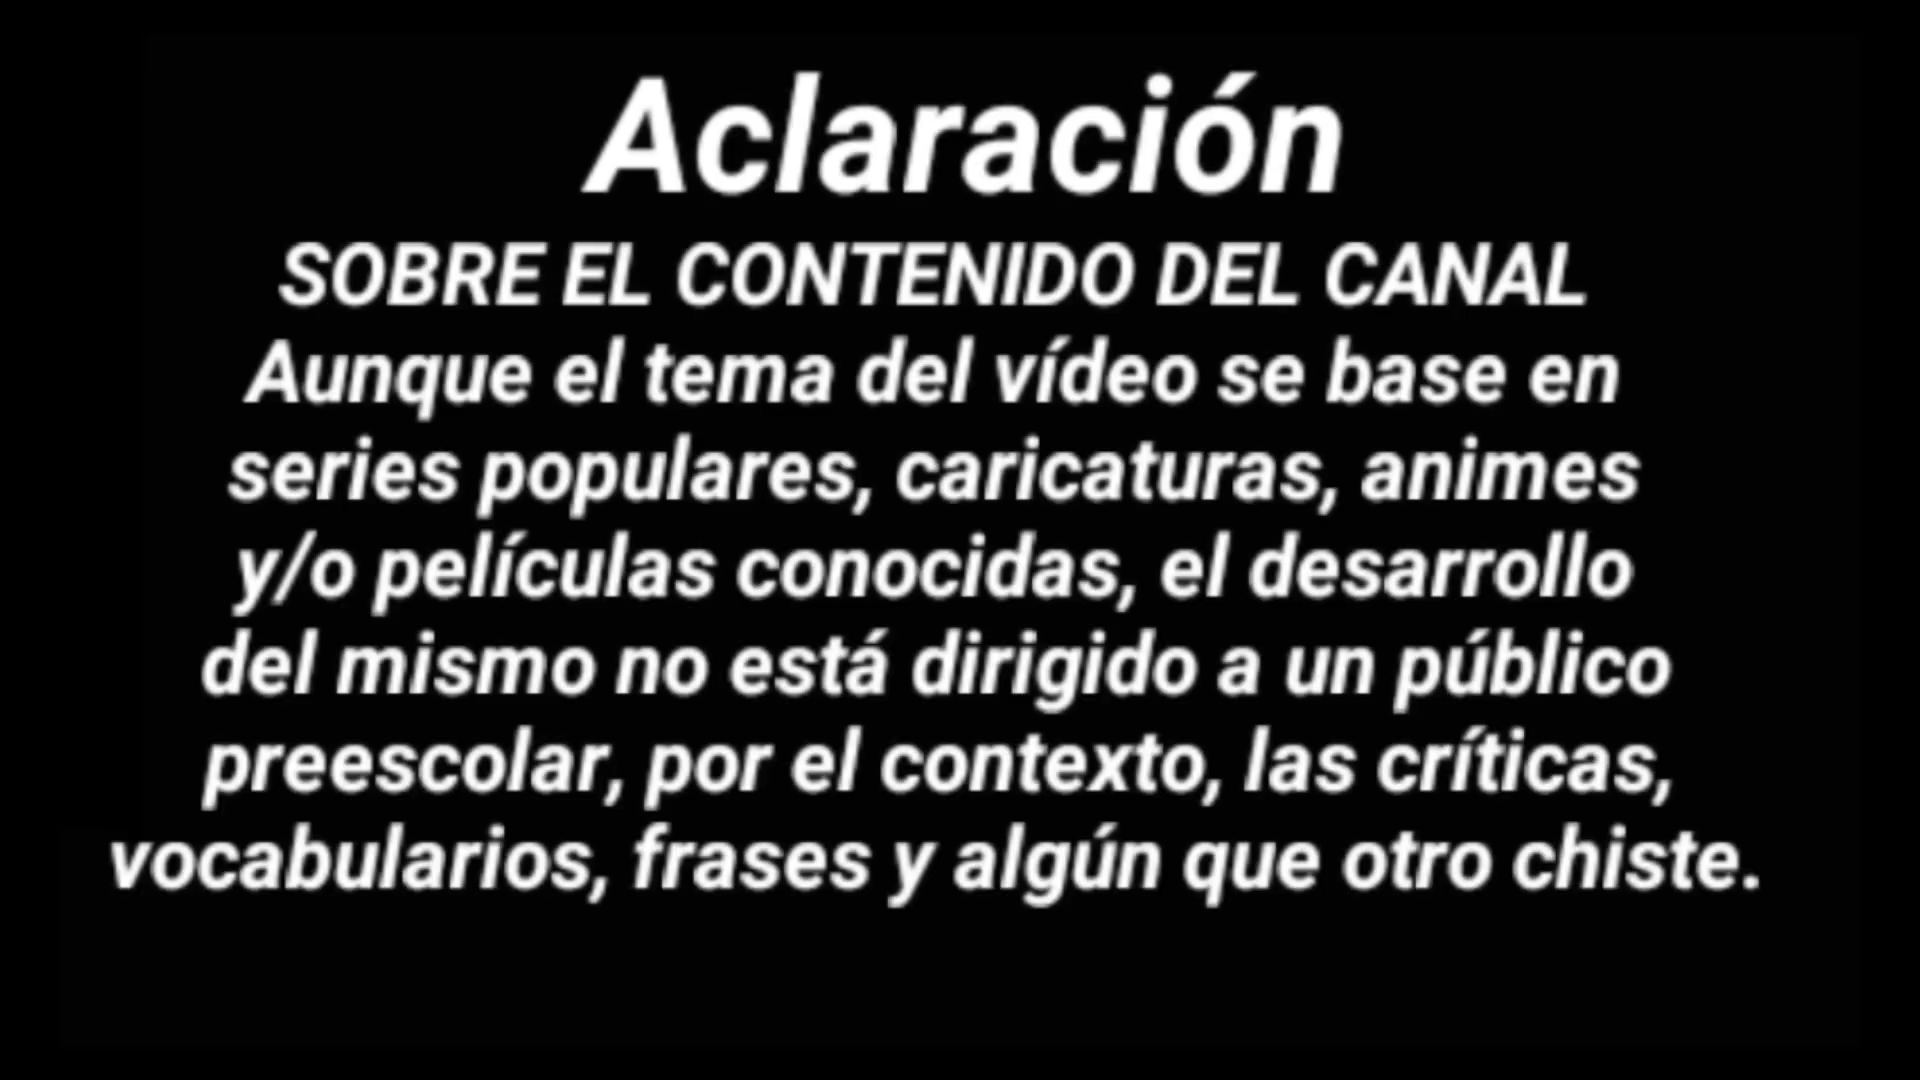 Aclaración
SOBRE EL CONTENIDO DEL CANAL
Aunque el tema del vídeo se base en
series populares, caricaturas, animes
y/o películas conocidas, el desarrollo
del mismo no está dirigido a un público
preescolar, por el contexto, las críticas,
vocabularios, frases y algún que otro chiste.